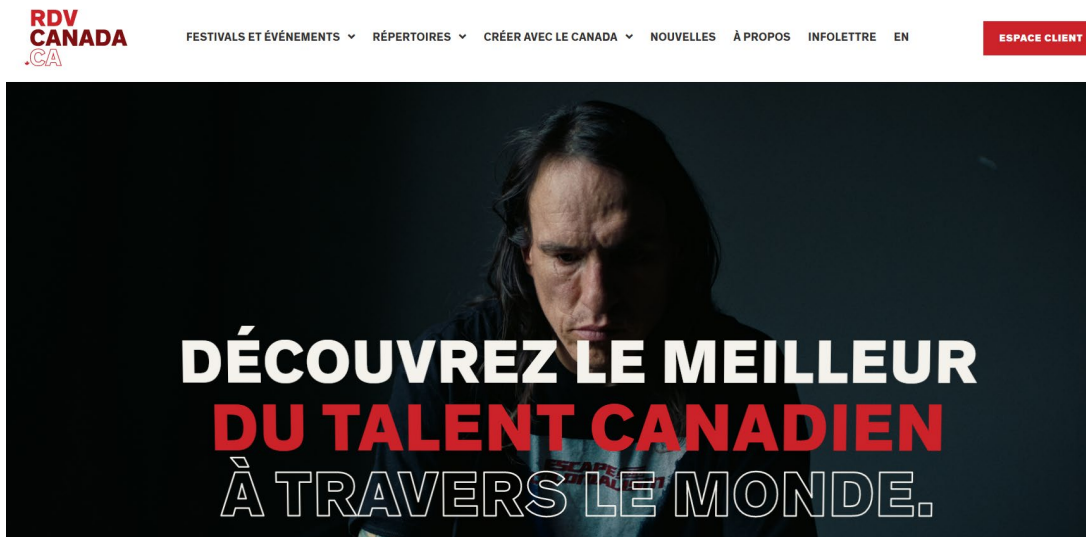 RDV
CANADA
.CA
FESTIVALS ET ÉVÉNEMENTS RÉPERTOIRES CRÉER AVEC LE CANADA NOUVELLES À PROPOS INFOLETTRE EN
ESPACE CLIENT
DÉCOUVREZ LE MEILLEUR
DU TALENT CANADIEN
À TRAVERS LE MONDE.